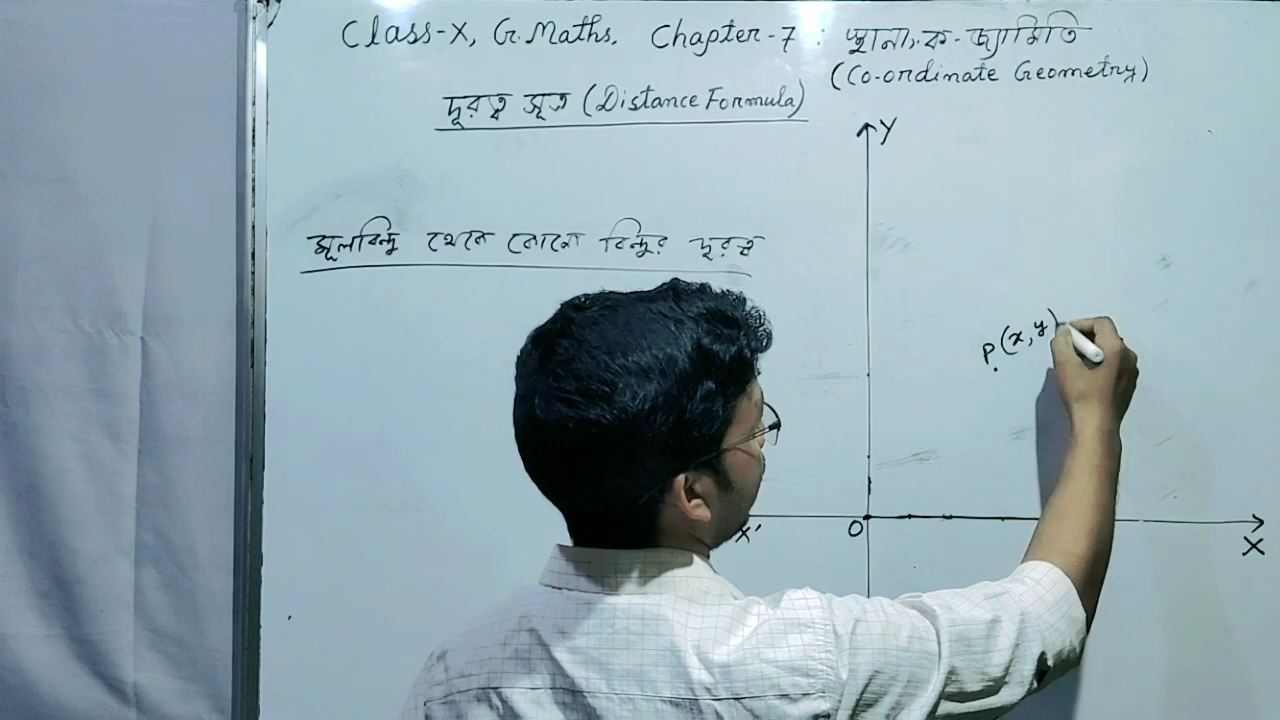 Class-X, G.Maths. Chapter-7 : স্থানাংক-জ্যামিতি
(Co-ordinate Geometry)
দূরত্ব সূত্র (Distance Formula)
Y
মূলবিন্দু থেকে কোনো বিন্দুর দূরত্ব
P(x,y)
X' O X